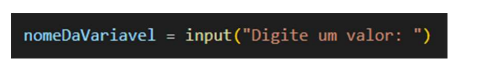 nomeDaVariavel = input("Digite um valor: ")